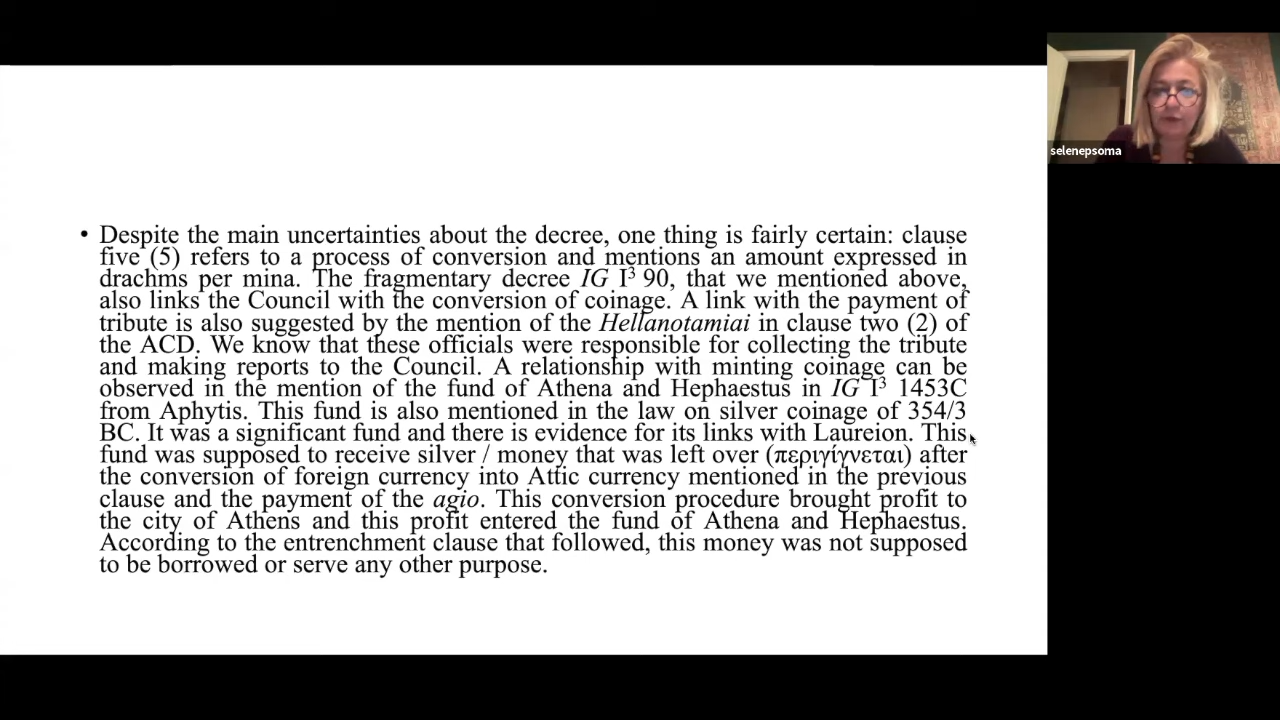 • Despite the main uncertainties about the decree, one thing is fairly certain: clause
five (5) refers to a process of conversion and mentions an amount expressed in
drachms per mina. The fragmentary decree IG I³ 90, that we mentioned above,
also links the Council with the conversion of coinage. A link with the payment of
tribute is also suggested by the mention of the Hellanotamiai in clause two (2) of
the ACD. We know that these officials were responsible for collecting the tribute
and making reports to the Council. A relationship with minting coinage can be
observed in the mention of the fund of Athena and Hephaestus in IG I³ 1453C
from Aphytis. This fund is also mentioned in the law on silver coinage of 354/3
BC. It was a significant fund and there is evidence for its links with Laureion. This
fund was supposed to receive silver / money that was left over (περιγίγνεται) after
the conversion of foreign currency into Attic currency mentioned in the previous
clause and the payment of the agio. This conversion procedure brought profit to
the city of Athens and this profit entered the fund of Athena and Hephaestus.
According to the entrenchment clause that followed, this money was not supposed
to be borrowed or serve any other purpose.
selenepsoma